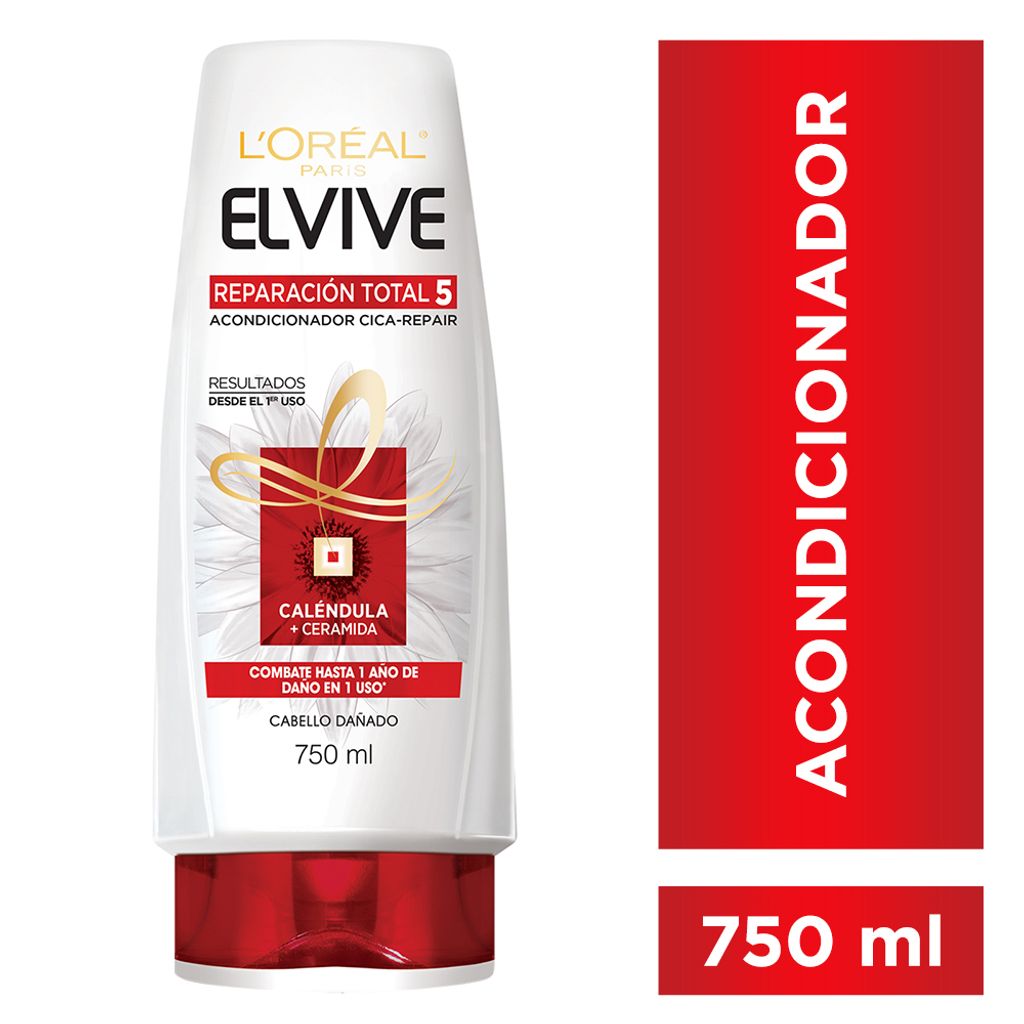 L'ORÉAL®
PARIS
ELVIVE
REPARACIÓN TOTAL 5
ACONDICIONADOR CICA-REPAIR
RESULTADOS
DESDE EL 1ER USO
CALÉNDULA
+ CERAMIDA
COMBATE HASTA 1 AÑO DE
DAÑO EN 1 USO*
CABELLO DAÑADO
750 ml
ACONDICIONADOR
750 ml